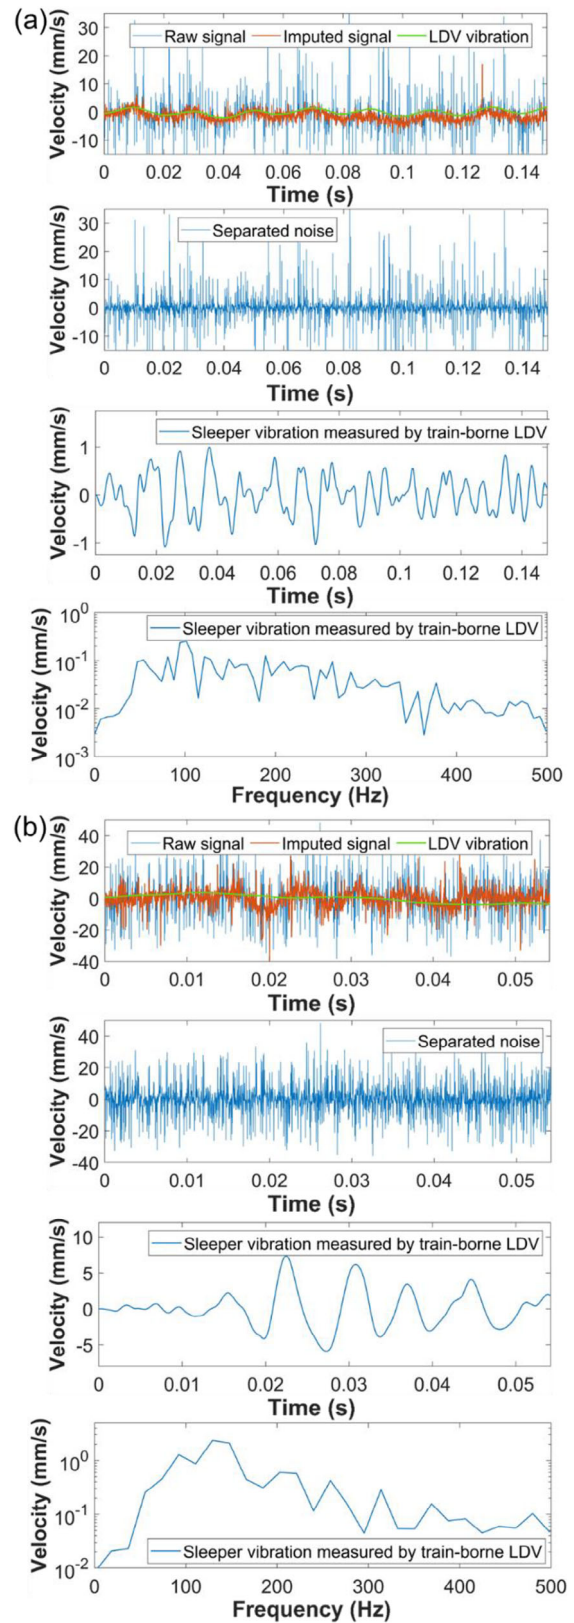 (a)
Raw signal Imputed signal LDV vibration
Velocity (mm/s)
30
20
10
0
-10
0 0.02 0.04 0.06 0.08 0.1 0.12 0.14
Time (s)
Separated noise
Velocity (mm/s)
30
20
10
0
-10
0 0.02 0.04 0.06 0.08 0.1 0.12 0.14
Time (s)
Sleeper vibration measured by train-borne LDV
Velocity (mm/s)
1
0
-1
0 0.02 0.04 0.06 0.08 0.1 0.12 0.14
Time (s)
Sleeper vibration measured by train-borne LDV
Velocity (mm/s)
10^0
10^-1
10^-2
10^-3
0 100 200 300 400 500
Frequency (Hz)
(b)
Raw signal Imputed signal LDV vibration
Velocity (mm/s)
40
20
0
-20
-40
0 0.01 0.02 0.03 0.04 0.05
Time (s)
Separated noise
Velocity (mm/s)
40
20
0
-20
-40
0 0.01 0.02 0.03 0.04 0.05
Time (s)
Sleeper vibration measured by train-borne LDV
Velocity (mm/s)
10
5
0
-5
0 0.01 0.02 0.03 0.04 0.05
Time (s)
Velocity (mm/s)
10^0
10^-1
10^-2
Sleeper vibration measured by train-borne LDV
0 100 200 300 400 500
Frequency (Hz)